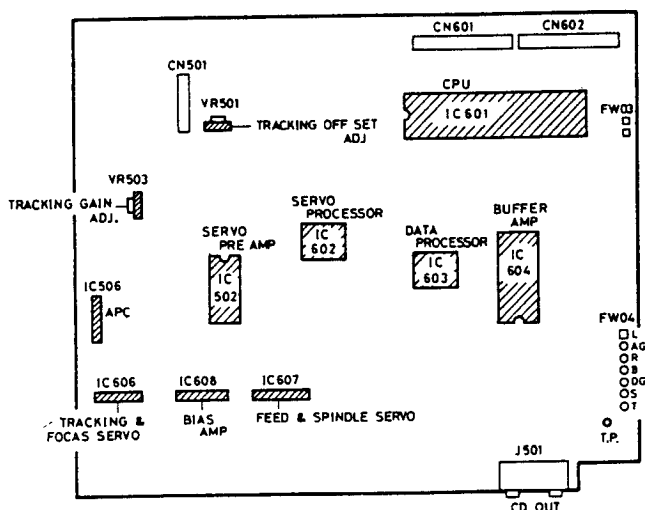 CN601
CN602
CN501
CPU
VR501
IC601
FW03
TRACKING OFF SET
ADJ
VR503
TRACKING GAIN
ADJ.
SERVO
PROCESSOR
IC
602
SERVO
PRE AMP
IC
502
DATA
PROCESSOR
IC
603
BUFFER
AMP
IC
604
IC506
APC
FW04
L
AG
R
B
DG
S
T
IC606
IC608
IC607
TRACKING &
FOCAS SERVO
BIAS
AMP
FEED & SPINDLE SERVO
T.P.
J501
CD OUT